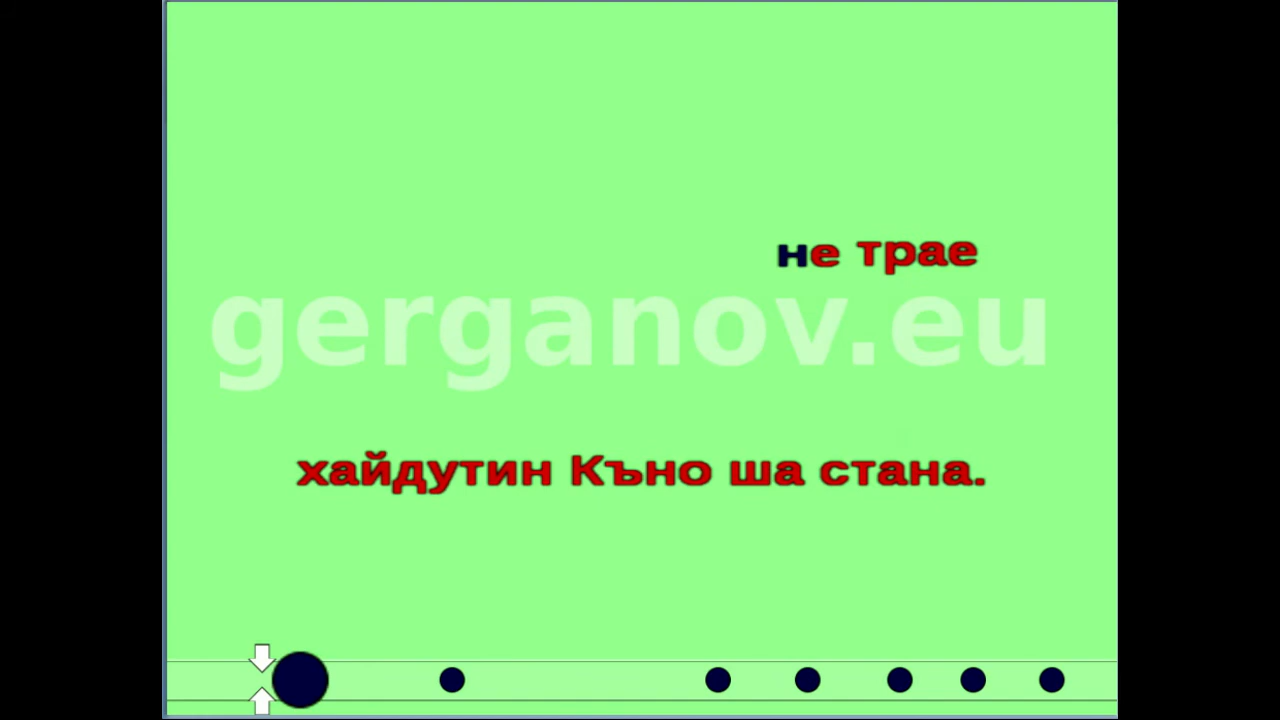 не трае
gerganov.eu
хайдутин Къно ша стана.